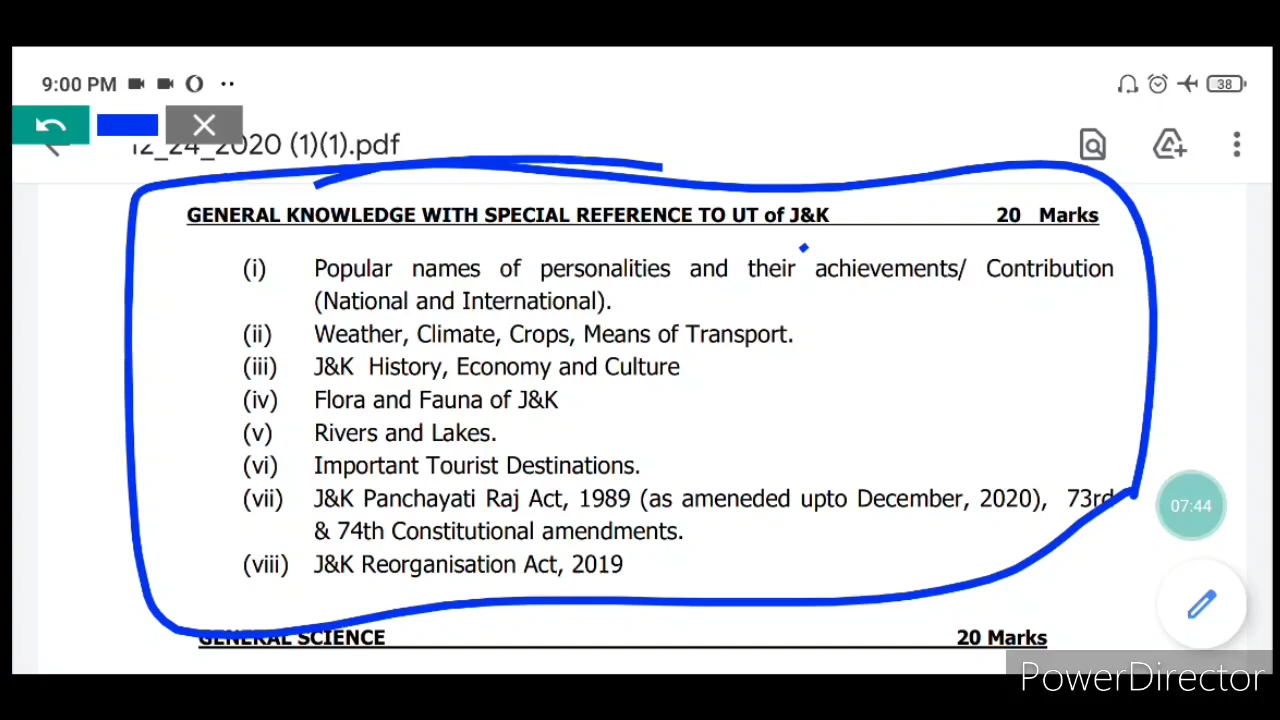 9:00 PM
38
12_24_2020 (1)(1).pdf
GENERAL KNOWLEDGE WITH SPECIAL REFERENCE TO UT of J&K 20 Marks
(i) Popular names of personalities and their achievements/ Contribution
(National and International).
(ii) Weather, Climate, Crops, Means of Transport.
(iii) J&K History, Economy and Culture
(iv) Flora and Fauna of J&K
(v) Rivers and Lakes.
(vi) Important Tourist Destinations.
(vii) J&K Panchayati Raj Act, 1989 (as ameneded upto December, 2020), 73rd
& 74th Constitutional amendments.
(viii) J&K Reorganisation Act, 2019
07:44
GENERAL SCIENCE 20 Marks
PowerDirector